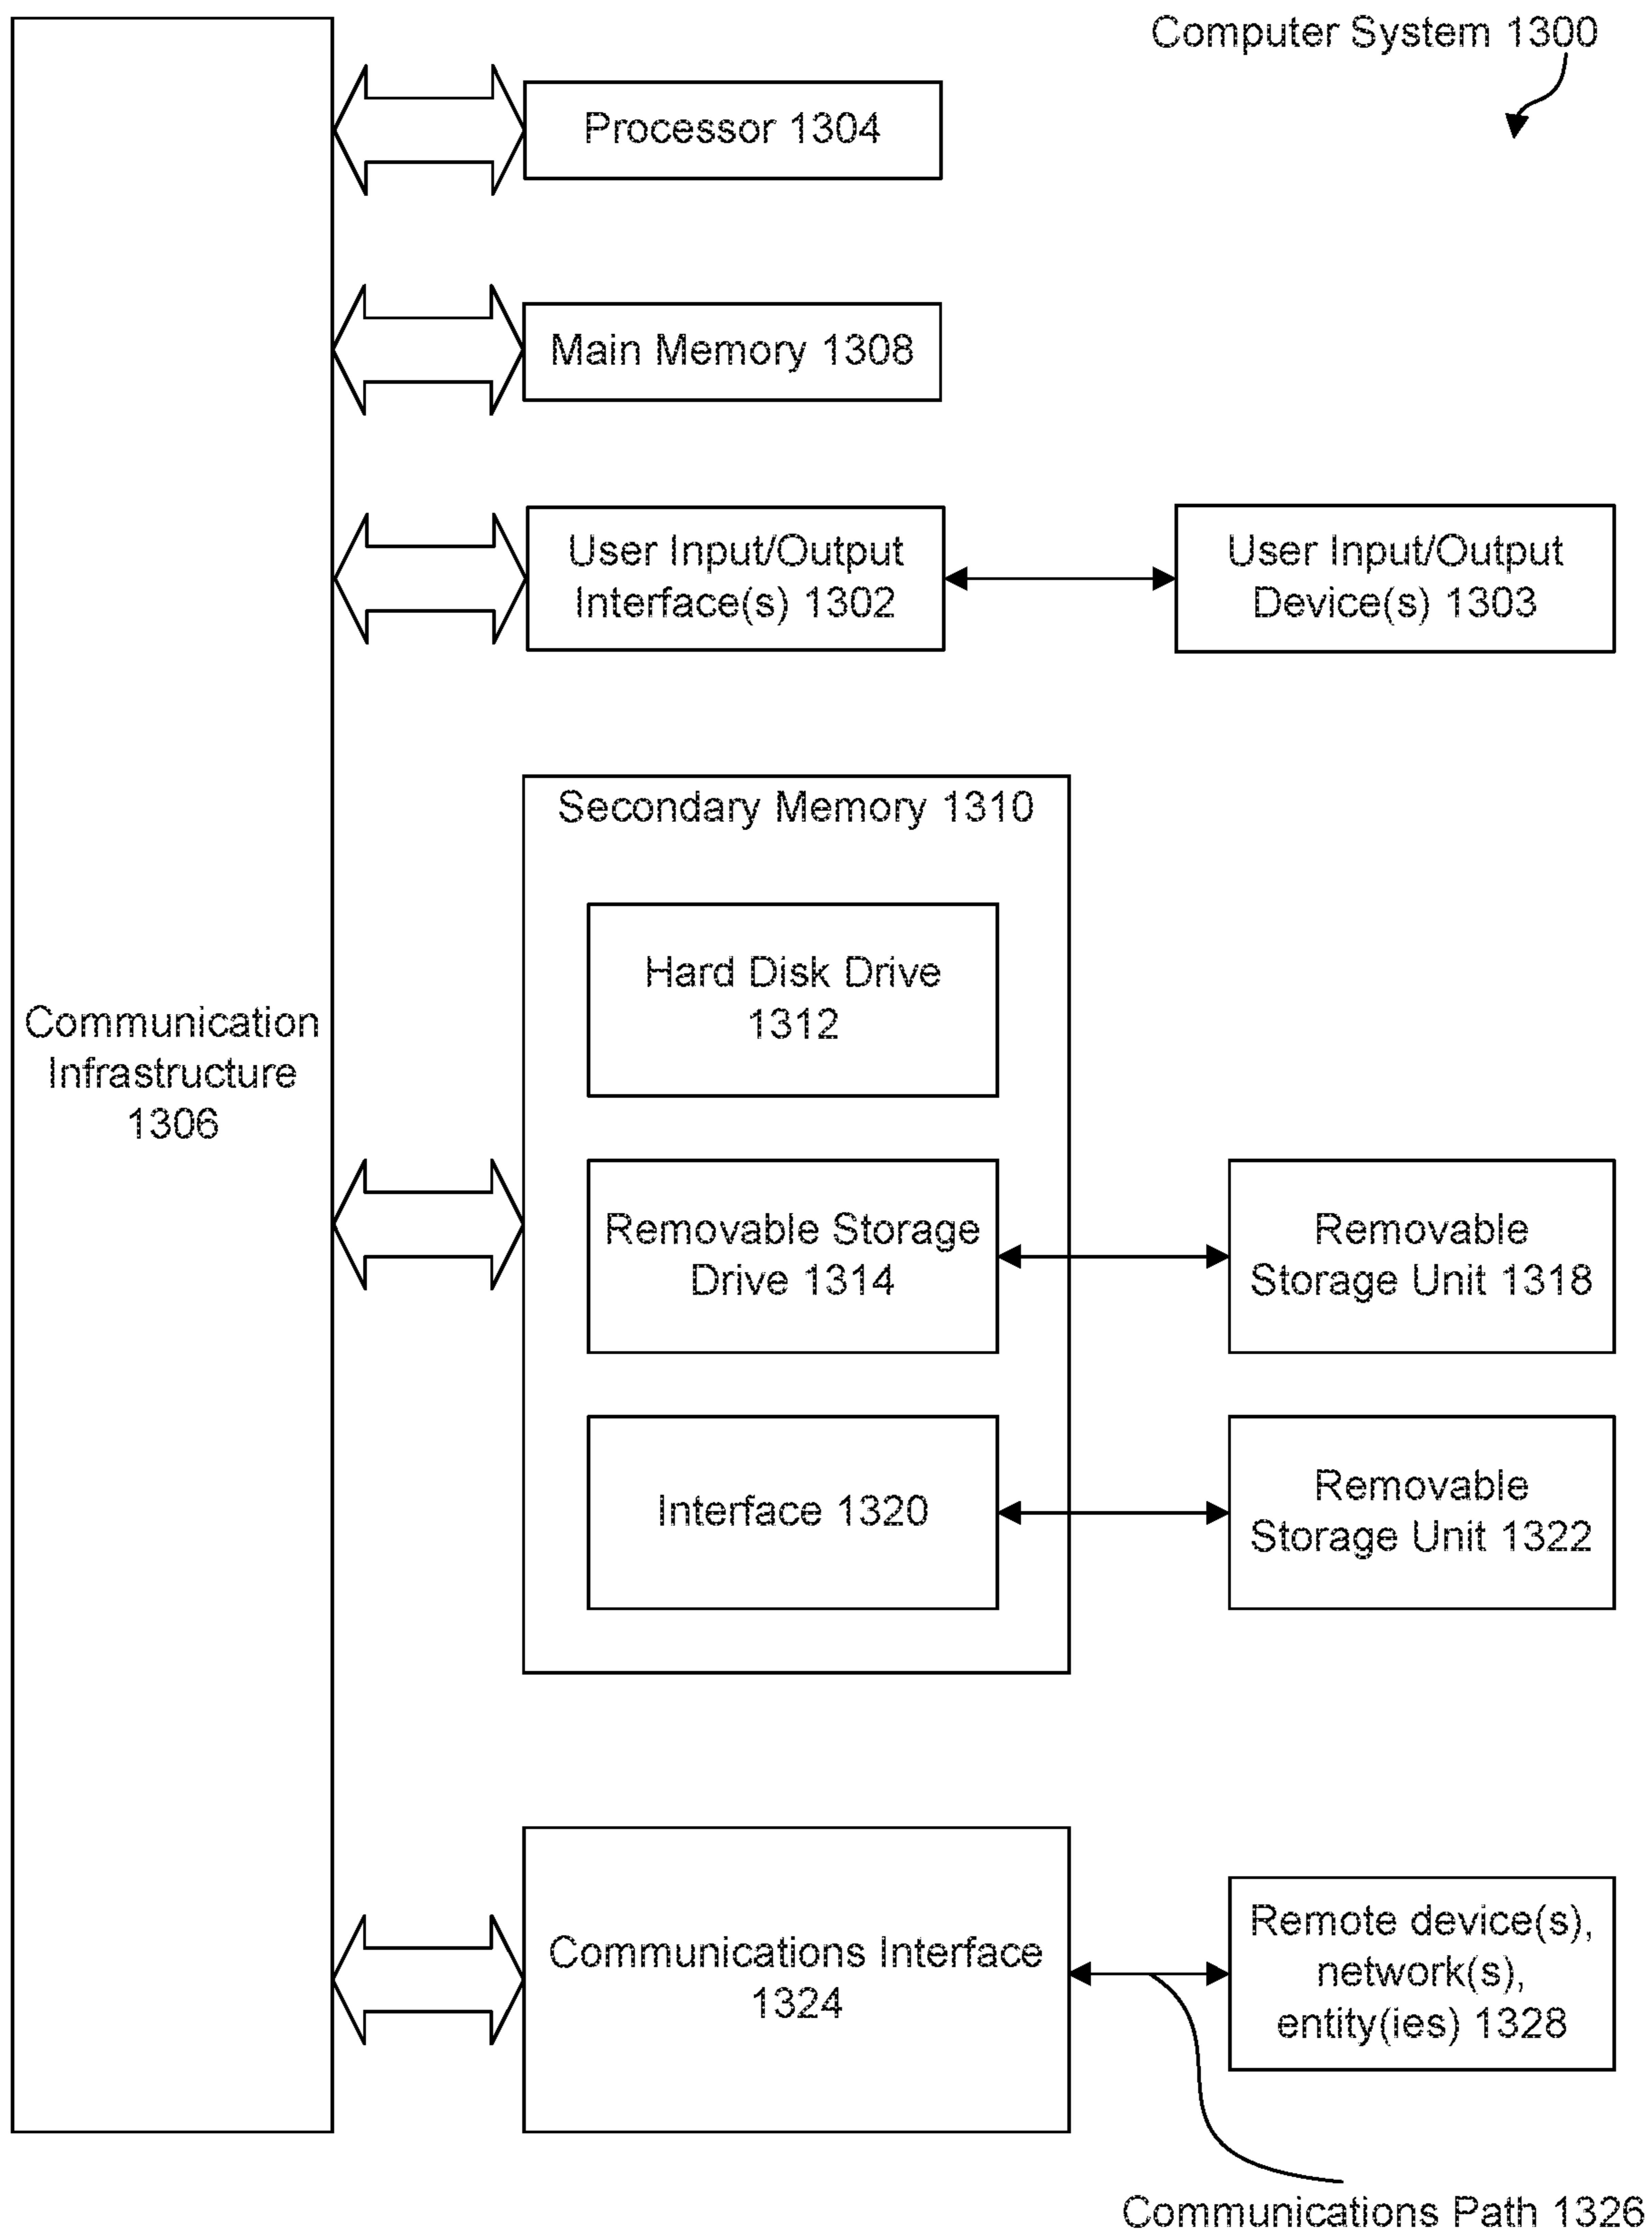 Computer System 1300
Processor 1304
Main Memory 1308
User Input/Output
Interface(s) 1302
User Input/Output
Device(s) 1303
Secondary Memory 1310
Hard Disk Drive
1312
Communication
Infrastructure
1306
Removable Storage
Drive 1314
Removable
Storage Unit 1318
Interface 1320
Removable
Storage Unit 1322
Communications Interface
1324
Remote device(s),
network(s),
entity(ies) 1328
Communications Path 1326